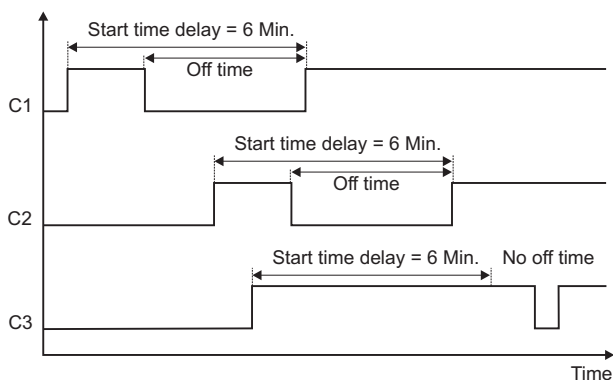 Start time delay = 6 Min.
Off time
C1
Start time delay = 6 Min.
Off time
C2
Start time delay = 6 Min. No off time
C3
Time